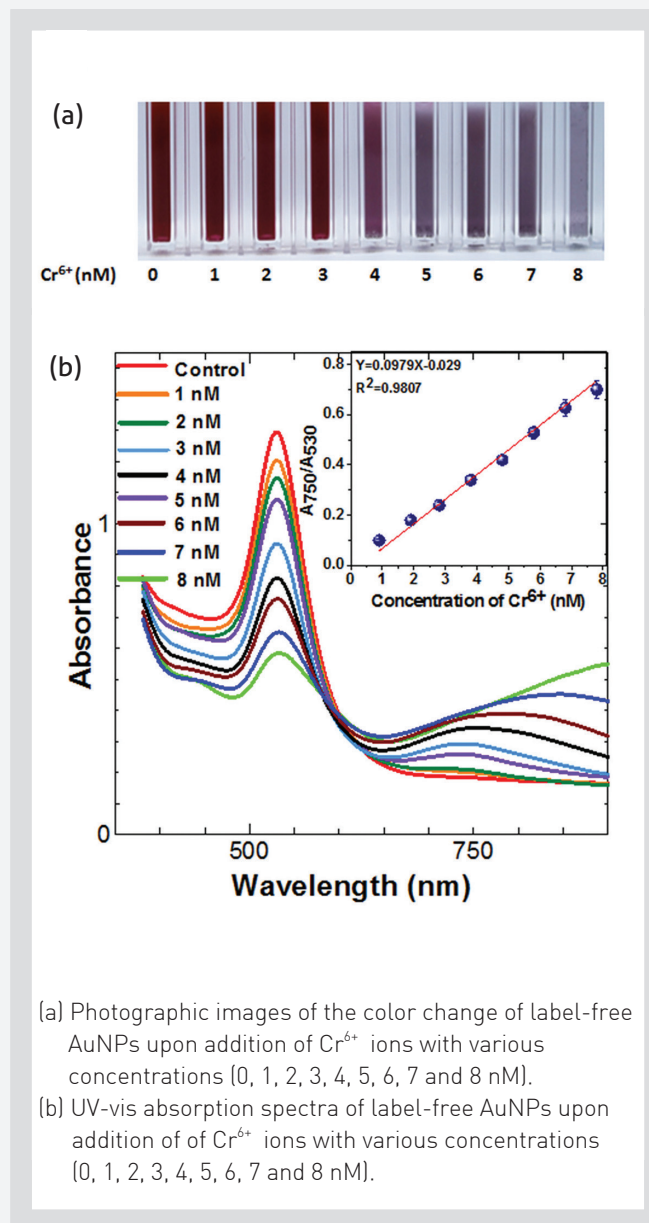 (a)
Cr⁶⁺(nM) 0 1 2 3 4 5 6 7 8
(b)
Control
1 nM
2 nM
3 nM
4 nM
5 nM
6 nM
7 nM
8 nM
Y=0.0979X-0.029
R²=0.9807
0.8
0.6
0.4
0.2
0.0
A750/A530
0 1 2 3 4 5 6 7 8
Concentration of Cr⁶⁺ (nM)
1
0
Absorbance
500 750
Wavelength (nm)
(a) Photographic images of the color change of label-free
AuNPs upon addition of Cr⁶⁺ ions with various
concentrations (0, 1, 2, 3, 4, 5, 6, 7 and 8 nM).
(b) UV-vis absorption spectra of label-free AuNPs upon
addition of of Cr⁶⁺ ions with various concentrations
(0, 1, 2, 3, 4, 5, 6, 7 and 8 nM).